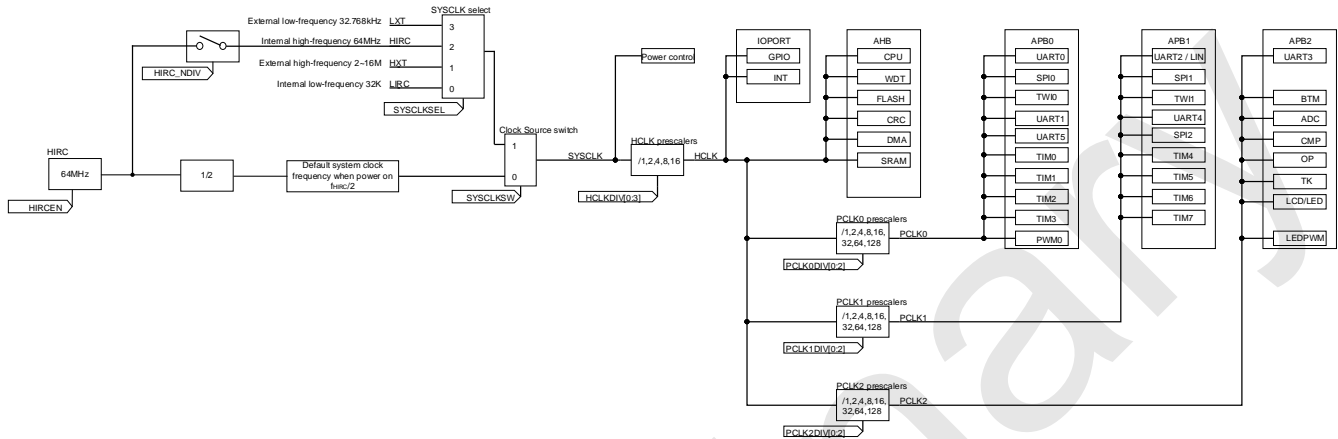 SYSCLK select
External low-frequency 32.768kHz LXT
3
Internal high-frequency 64MHz HIRC
2
External high-frequency 2~16M HXT
1
Internal low-frequency 32K LIRC
0
HIRC_NDIV
SYSCLKSEL
HIRC
64MHz
HIRCEN
1/2
Default system clock
frequency when power on
fHIRC/2
Clock Source switch
1
0
SYSCLKSW
SYSCLK
Power control
HCLK prescalers
/1,2,4,8,16
HCLKDIV[0:3]
HCLK
IOPORT
GPIO
INT
AHB
CPU
WDT
FLASH
CRC
DMA
SRAM
PCLK0 prescalers
/1,2,4,8,16,
32,64,128
PCLK0DIV[0:2]
PCLK0
PCLK1 prescalers
/1,2,4,8,16,
32,64,128
PCLK1DIV[0:2]
PCLK1
PCLK2 prescalers
/1,2,4,8,16,
32,64,128
PCLK2DIV[0:2]
PCLK2
APB0
UART0
SPI0
TWI0
UART1
UART5
TIM0
TIM1
TIM2
TIM3
PWM0
APB1
UART2 / LIN
SPI1
TWI1
UART4
SPI2
TIM4
TIM5
TIM6
TIM7
APB2
UART3
BTM
ADC
CMP
OP
TK
LCD/LED
LEDPWM
nary